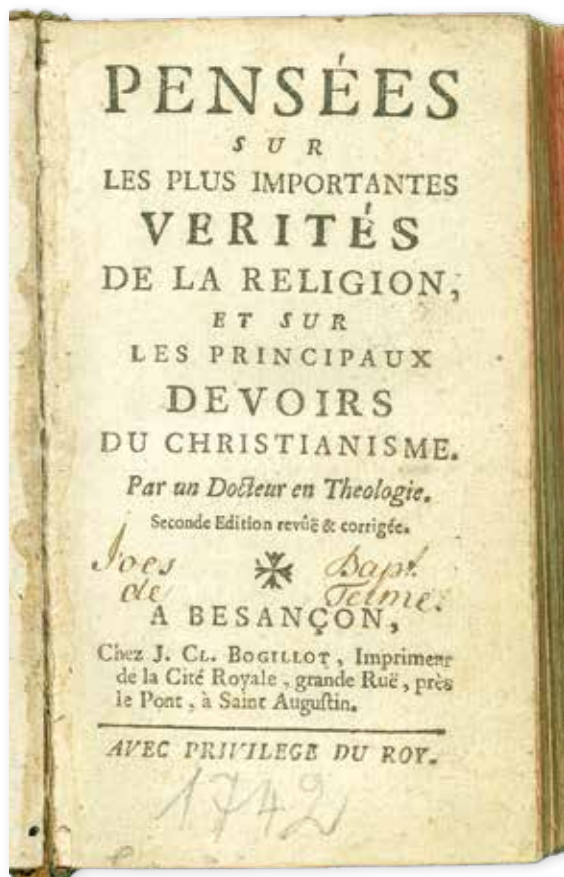 PENSÉES
SUR
LES PLUS IMPORTANTES
VERITÉS
DE LA RELIGION,
ET SUR
LES PRINCIPAUX
DEVOIRS
DU CHRISTIANISME.
Par un Docteur en Theologie.
Seconde Edition revûë & corrigée.
Joes Bapt.
de
A BESANÇON,
Chez J. CL. BOGILLOT, Imprimeur
de la Cité Royale, grande Ruë, près
le Pont, à Saint Auguſtin.
AVEC PRIVILEGE DU ROY.
1742